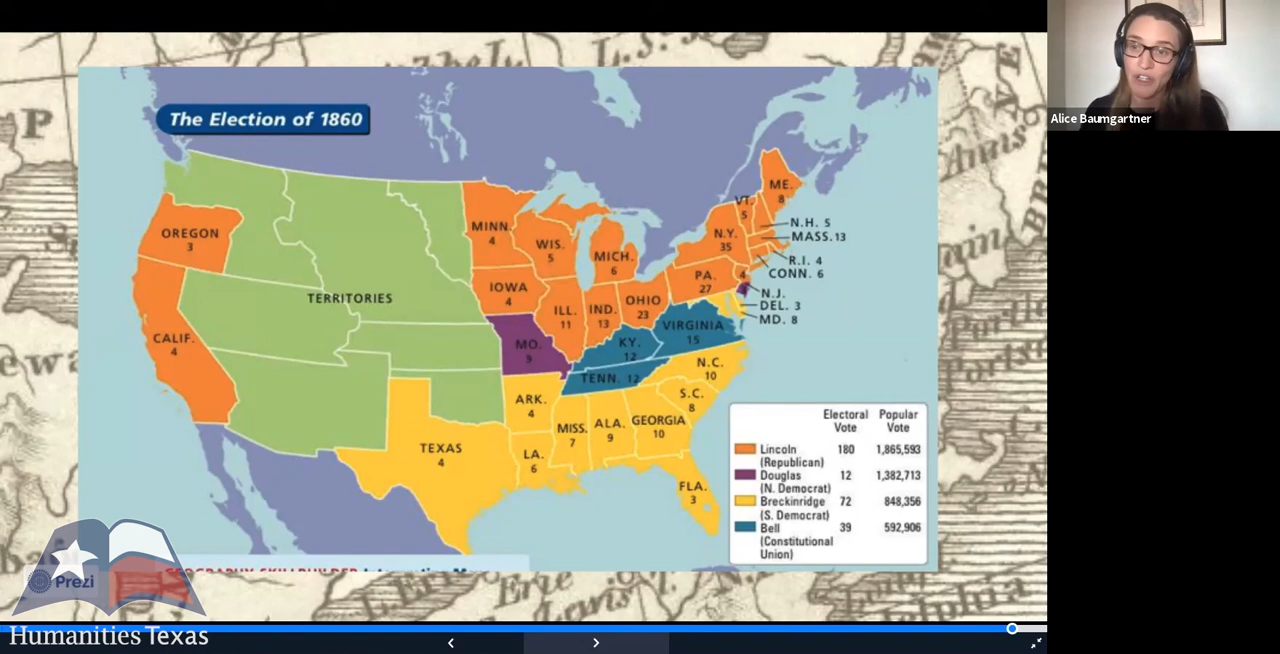 The Election of 1860
OREGON
3
CALIF.
4
TERRITORIES
MINN.
4
WIS.
5
MICH.
6
IOWA
4
ILL.
11
IND.
13
OHIO
23
PA.
27
N.Y.
35
VT.
5
ME.
8
N.H. 5
MASS.13
R.I. 4
CONN. 6
4
N.J.
DEL. 3
MD. 8
MO.
9
KY.
12
VIRGINIA
15
TENN. 12
N.C.
10
S.C.
8
ARK.
4
MISS.
7
ALA.
9
GEORGIA
10
TEXAS
4
LA.
6
FLA.
3
Electoral Vote
Popular Vote
Lincoln (Republican) 180 1,865,593
Douglas (N. Democrat) 12 1,382,713
Breckinridge (S. Democrat) 72 848,356
Bell (Constitutional Union) 39 592,906
Alice Baumgartner
Prezi
Humanities Texas
L.Er
Erie
Lewis
P